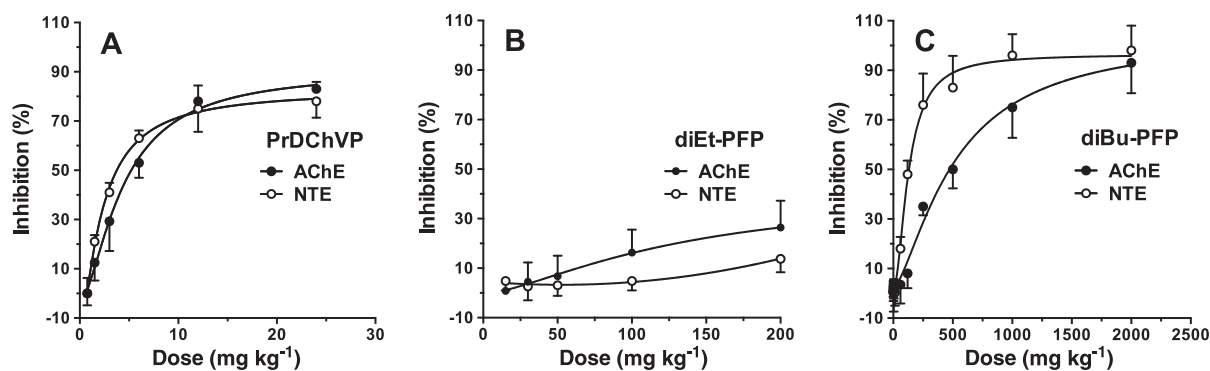 A
Inhibition (%)
110
90
70
50
30
10
-10
PrDChVP
AChE
NTE
0
10
20
30
Dose (mg kg-1)
B
Inhibition (%)
110
90
70
50
30
10
-10
diEt-PFP
AChE
NTE
0
50
100
150
200
Dose (mg kg-1)
C
Inhibition (%)
110
90
70
50
30
10
-10
diBu-PFP
AChE
NTE
0
500
1000
1500
2000
2500
Dose (mg kg-1)